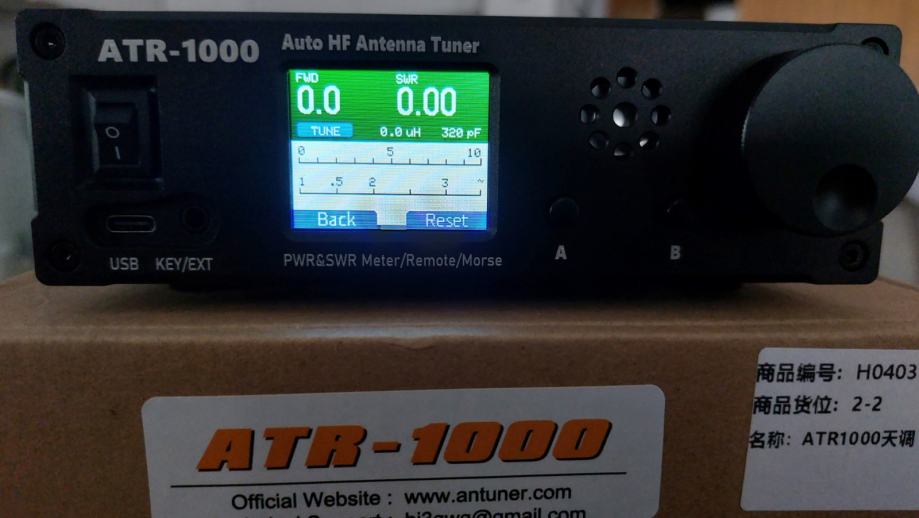 ATR-1000 Auto HF Antenna Tuner
FWD SWR
0.0 0.00
TUNE 0.0 uH 320 pF
0 5 10
1 .5 2 3 ~
Back Reset
O
I
USB KEY/EXT
PWR&SWR Meter/Remote/Morse
A B
ATR-1000
Official Website : www.antuner.com
商品编号: H0403
商品货位: 2-2
名称: ATR1000天调